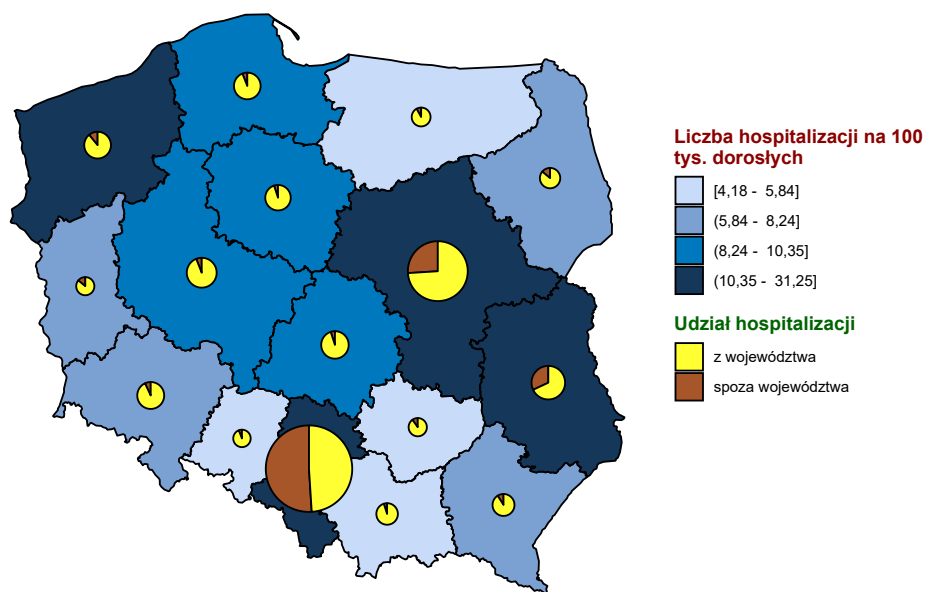 Liczba hospitalizacji na 100
tys. dorosłych
[4,18 - 5,84]
(5,84 - 8,24]
(8,24 - 10,35]
(10,35 - 31,25]
Udział hospitalizacji
z województwa
spoza województwa